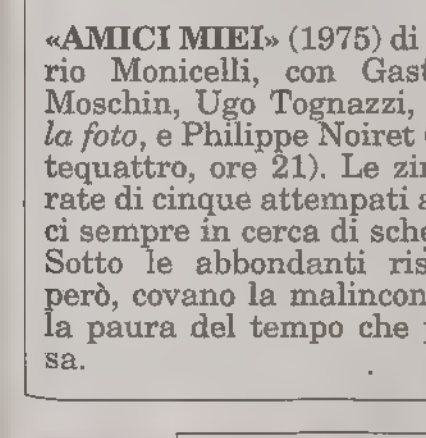 «AMICI MIEI» (1975) di
rio Monicelli, con Gast
Moschin, Ugo Tognazzi,
la foto, e Philippe Noiret
tequattro, ore 21). Le zin
rate di cinque attempati a
ci sempre in cerca di sche
Sotto le abbondanti ris
però, covano la malincon
la paura del tempo che
sa.